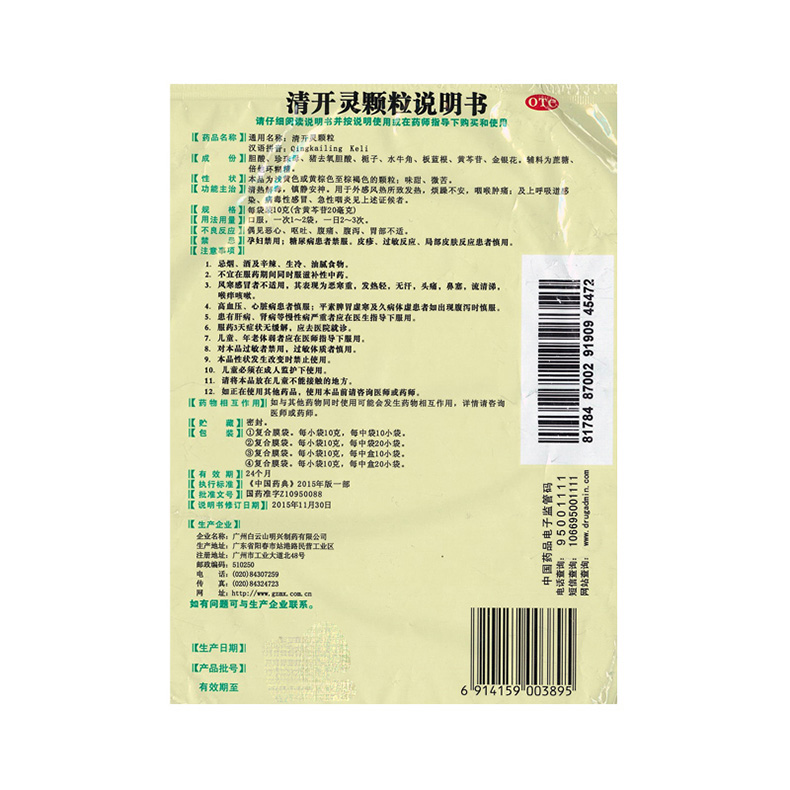 清开灵颗粒说明书
OTC
请仔细阅读说明书并按说明使用或在药师指导下购买和使用
【药品名称】通用名称：清开灵颗粒
汉语拼音：Qingkailing Keli
【成 份】胆酸、珍珠母、猪去氧胆酸、栀子、水牛角、板蓝根、黄芩苷、金银花。辅料为蔗糖、
倍他环糊精。
【性 状】本品为浅黄色或黄棕色至棕褐色的颗粒；味甜、微苦。
【功能主治】清热解毒，镇静安神。用于外感风热所致发热，烦躁不安，咽喉肿痛；及上呼吸道感
染、病毒性感冒、急性咽炎见上述证候者。
【规 格】每袋装10克(含黄芩苷20毫克)
【用法用量】口服，一次1～2袋，一日2～3次。
【不良反应】偶见恶心、呕吐、腹痛、腹泻、胃部不适。
【禁 忌】孕妇禁用；糖尿病患者禁服。皮疹、过敏反应、局部皮肤反应患者慎用。
【注意事项】
1. 忌烟、酒及辛辣、生冷、油腻食物。
2. 不宜在服药期间同时服滋补性中药。
3. 风寒感冒者不适用，其表现为恶寒重，发热轻，无汗，头痛，鼻塞，流清涕，
喉痒咳嗽。
4. 高血压、心脏病患者慎服；平素脾胃虚寒及久病体虚患者如出现腹泻时慎服。
5. 患有肝病、肾病等慢性病严重者应在医生指导下服用。
6. 服药3天症状无缓解，应去医院就诊。
7. 儿童、年老体弱者应在医师指导下服用。
8. 对本品过敏者禁用，过敏体质者慎用。
9. 本品性状发生改变时禁止使用。
10. 儿童必须在成人监护下使用。
11. 请将本品放在儿童不能接触的地方。
12. 如正在使用其他药品，使用本品前请咨询医师或药师。
【药物相互作用】如与其他药物同时使用可能会发生药物相互作用，详情请咨询
医师或药师。
【贮 藏】密封。
【包 装】①复合膜袋。每小袋10克，每中袋10小袋。
②复合膜袋。每小袋10克，每中袋20小袋。
③复合膜袋。每小袋10克，每中盒10小袋。
④复合膜袋。每小袋10克，每中盒20小袋。
【有 效 期】24个月
【执行标准】《中国药典》2015年版一部
【批准文号】国药准字Z10950088
【说明书修订日期】2015年11月30日
【生产企业】
企业名称：广州白云山明兴制药有限公司
生产地址：广东省阳春市站港路民营工业区
注册地址：广州市工业大道北48号
邮政编码：510250
电 话：(020)84307259
传 真：(020)84324723
网 址：http://www.gzmx.com.cn
如有问题可与生产企业联系。
【生产日期】
【产品批号】
有效期至
81784 87002 91909 45472
中国药品电子监管码
电话查询：95001111
短信查询：106695001111
网站查询：www.drugadmin.com
6 914159 003895